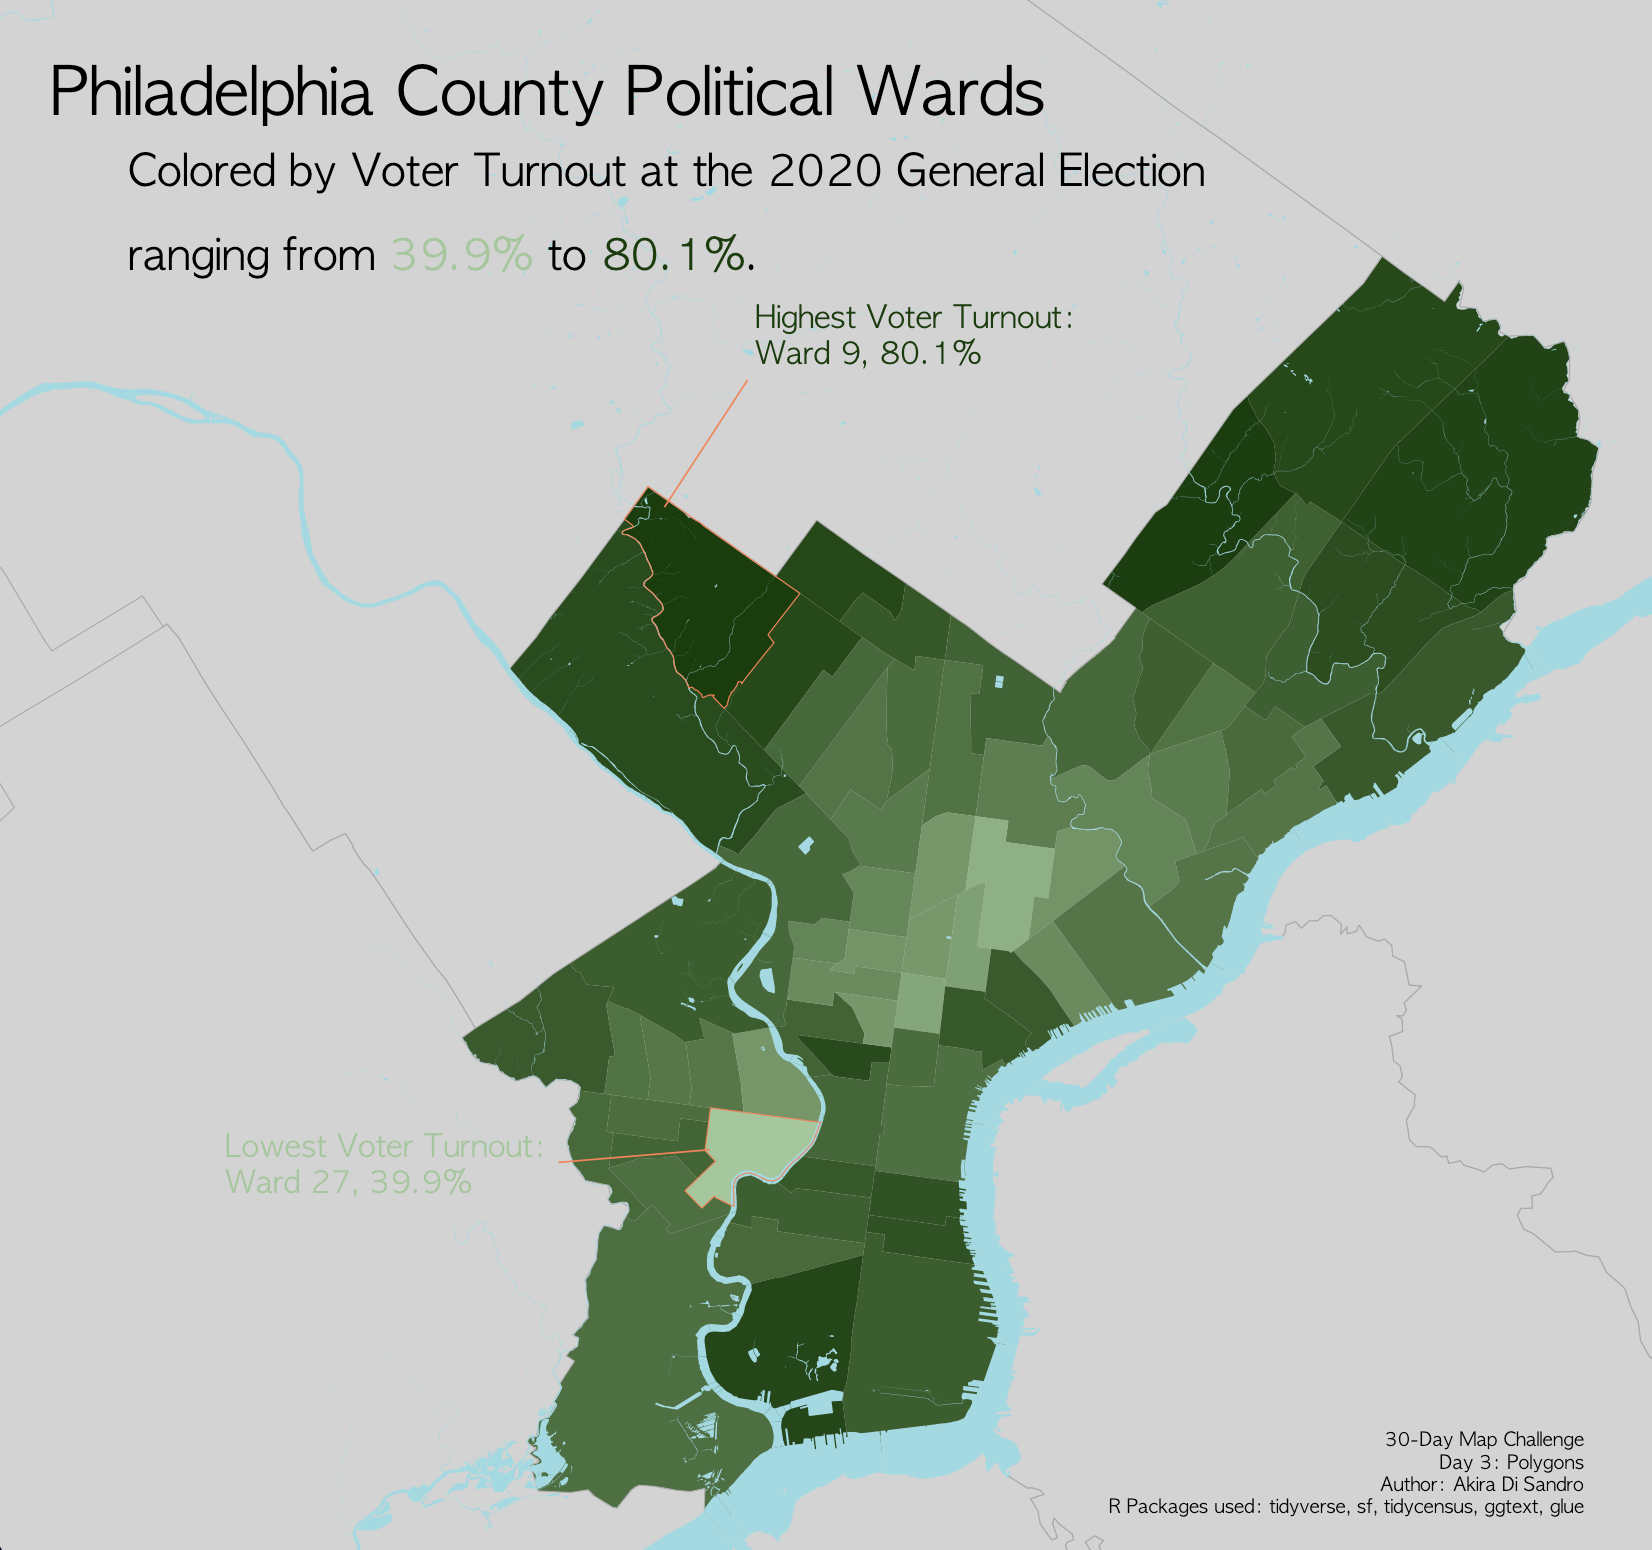 Philadelphia County Political Wards
Colored by Voter Turnout at the 2020 General Election
ranging from 39.9% to 80.1%.
Highest Voter Turnout:
Ward 9, 80.1%
Lowest Voter Turnout:
Ward 27, 39.9%
30-Day Map Challenge
Day 3: Polygons
Author: Akira Di Sandro
R Packages used: tidyverse, sf, tidycensus, ggtext, glue